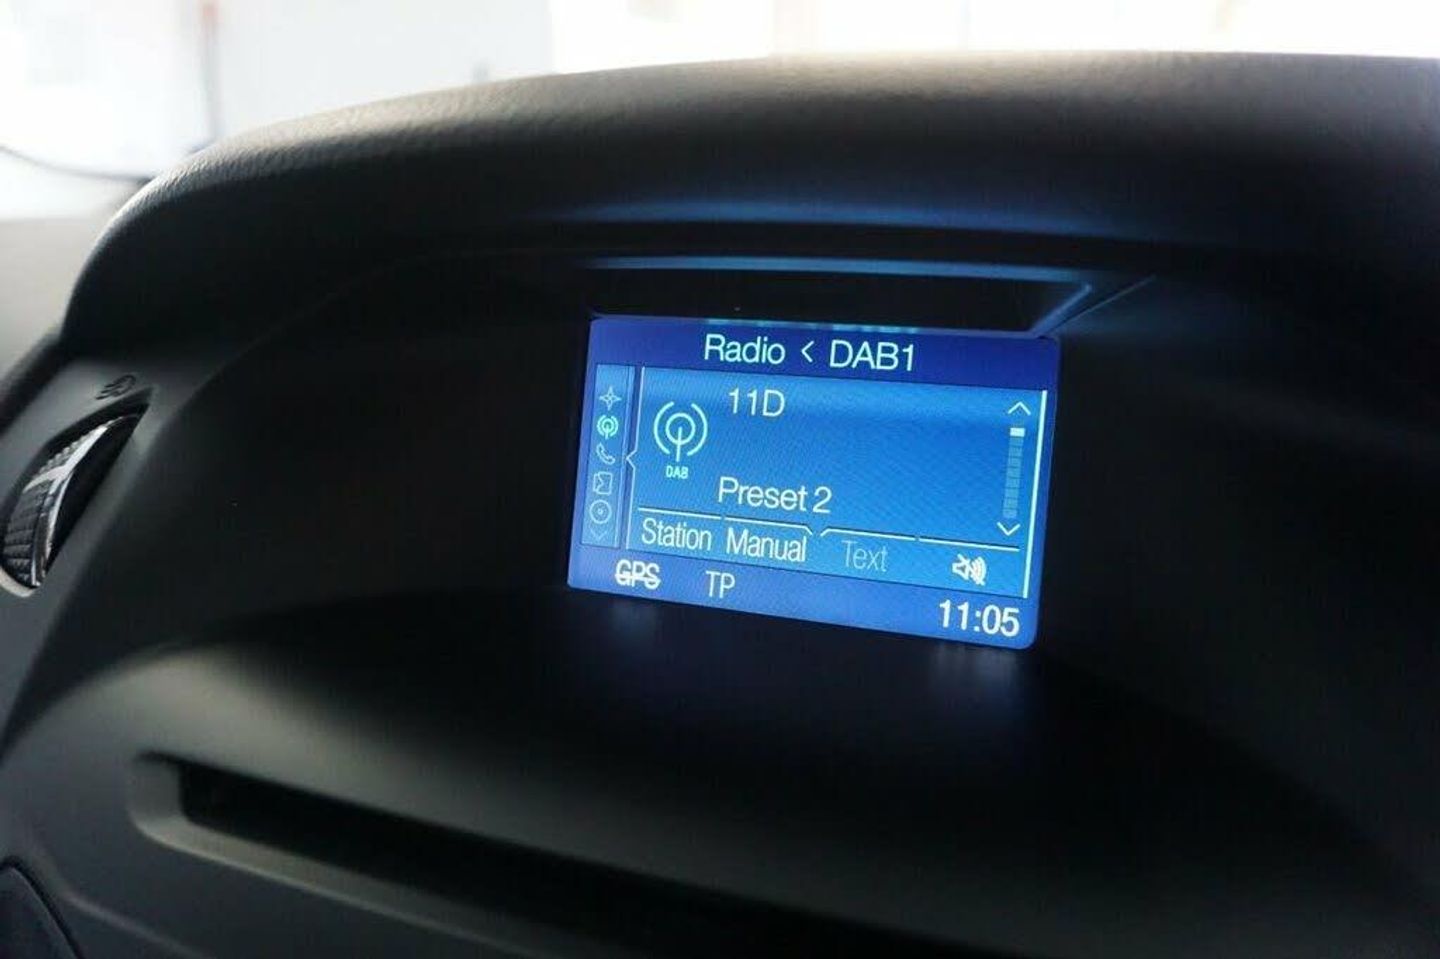 Radio < DAB1
11D
DAB
Preset 2
Station Manual Text
GPS TP 11:05